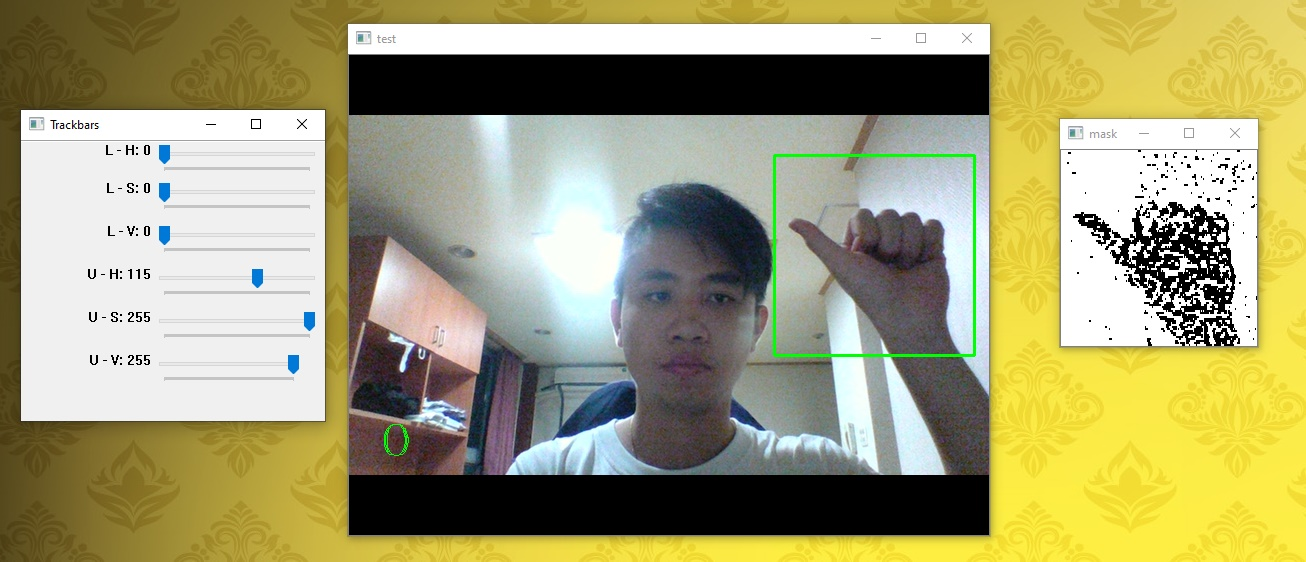 Trackbars
L - H: 0
L - S: 0
L - V: 0
U - H: 115
U - S: 255
U - V: 255
test
0
mask